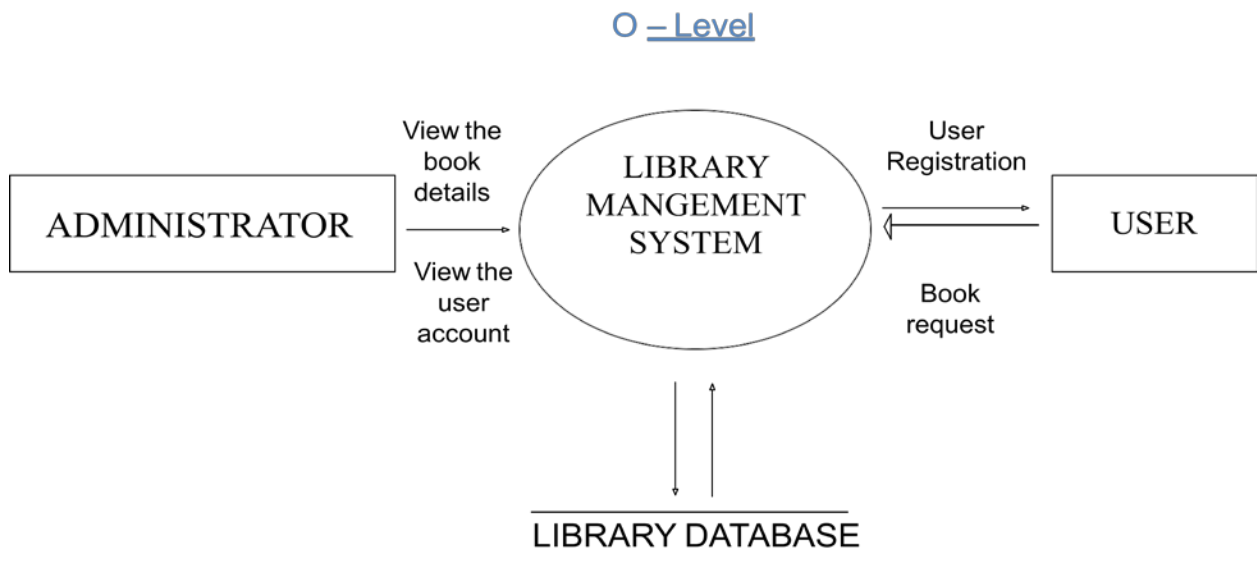 O – Level
View the
book
details
ADMINISTRATOR
View the
user
account
LIBRARY
MANGEMENT
SYSTEM
User
Registration
USER
Book
request
LIBRARY DATABASE